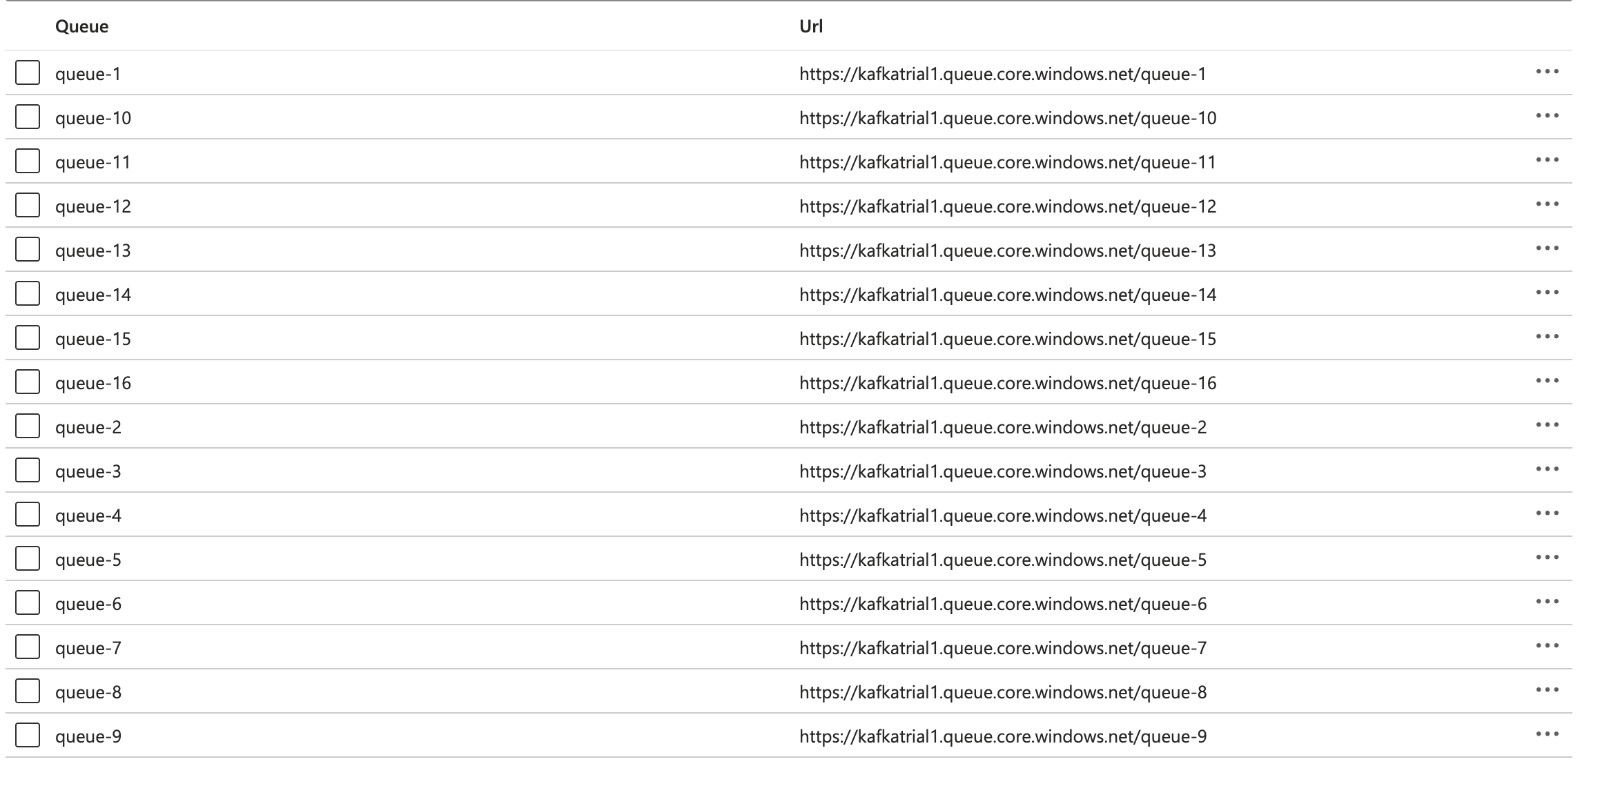 Queue Url
queue-1 https://kafkatrial1.queue.core.windows.net/queue-1
queue-10 https://kafkatrial1.queue.core.windows.net/queue-10
queue-11 https://kafkatrial1.queue.core.windows.net/queue-11
queue-12 https://kafkatrial1.queue.core.windows.net/queue-12
queue-13 https://kafkatrial1.queue.core.windows.net/queue-13
queue-14 https://kafkatrial1.queue.core.windows.net/queue-14
queue-15 https://kafkatrial1.queue.core.windows.net/queue-15
queue-16 https://kafkatrial1.queue.core.windows.net/queue-16
queue-2 https://kafkatrial1.queue.core.windows.net/queue-2
queue-3 https://kafkatrial1.queue.core.windows.net/queue-3
queue-4 https://kafkatrial1.queue.core.windows.net/queue-4
queue-5 https://kafkatrial1.queue.core.windows.net/queue-5
queue-6 https://kafkatrial1.queue.core.windows.net/queue-6
queue-7 https://kafkatrial1.queue.core.windows.net/queue-7
queue-8 https://kafkatrial1.queue.core.windows.net/queue-8
queue-9 https://kafkatrial1.queue.core.windows.net/queue-9